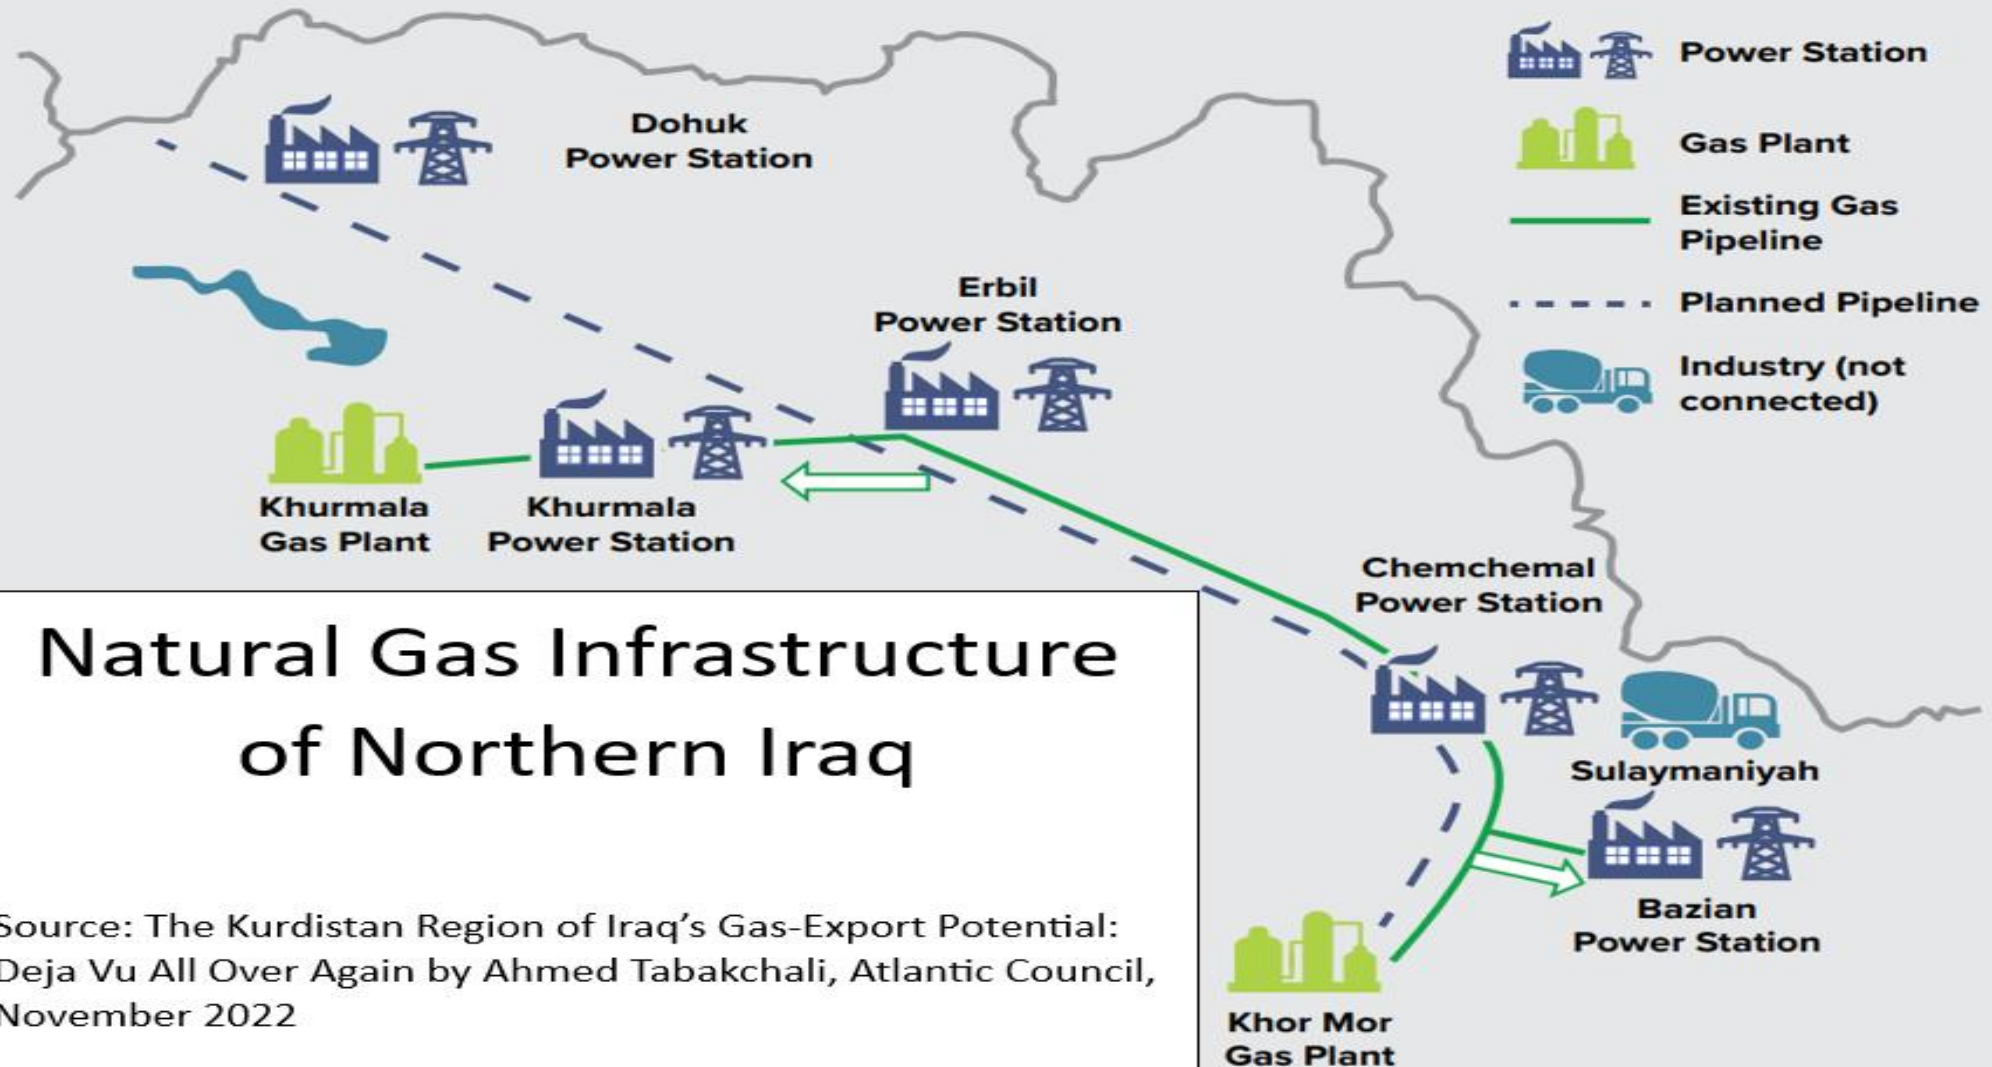 Power Station
Gas Plant
Existing Gas
Pipeline
Planned Pipeline
Industry (not
connected)
Dohuk
Power Station
Erbil
Power Station
Khurmala
Gas Plant
Khurmala
Power Station
Chemchemal
Power Station
Sulaymaniyah
Bazian
Power Station
Khor Mor
Gas Plant
Natural Gas Infrastructure
of Northern Iraq
Source: The Kurdistan Region of Iraq’s Gas-Export Potential:
Deja Vu All Over Again by Ahmed Tabakchali, Atlantic Council,
November 2022